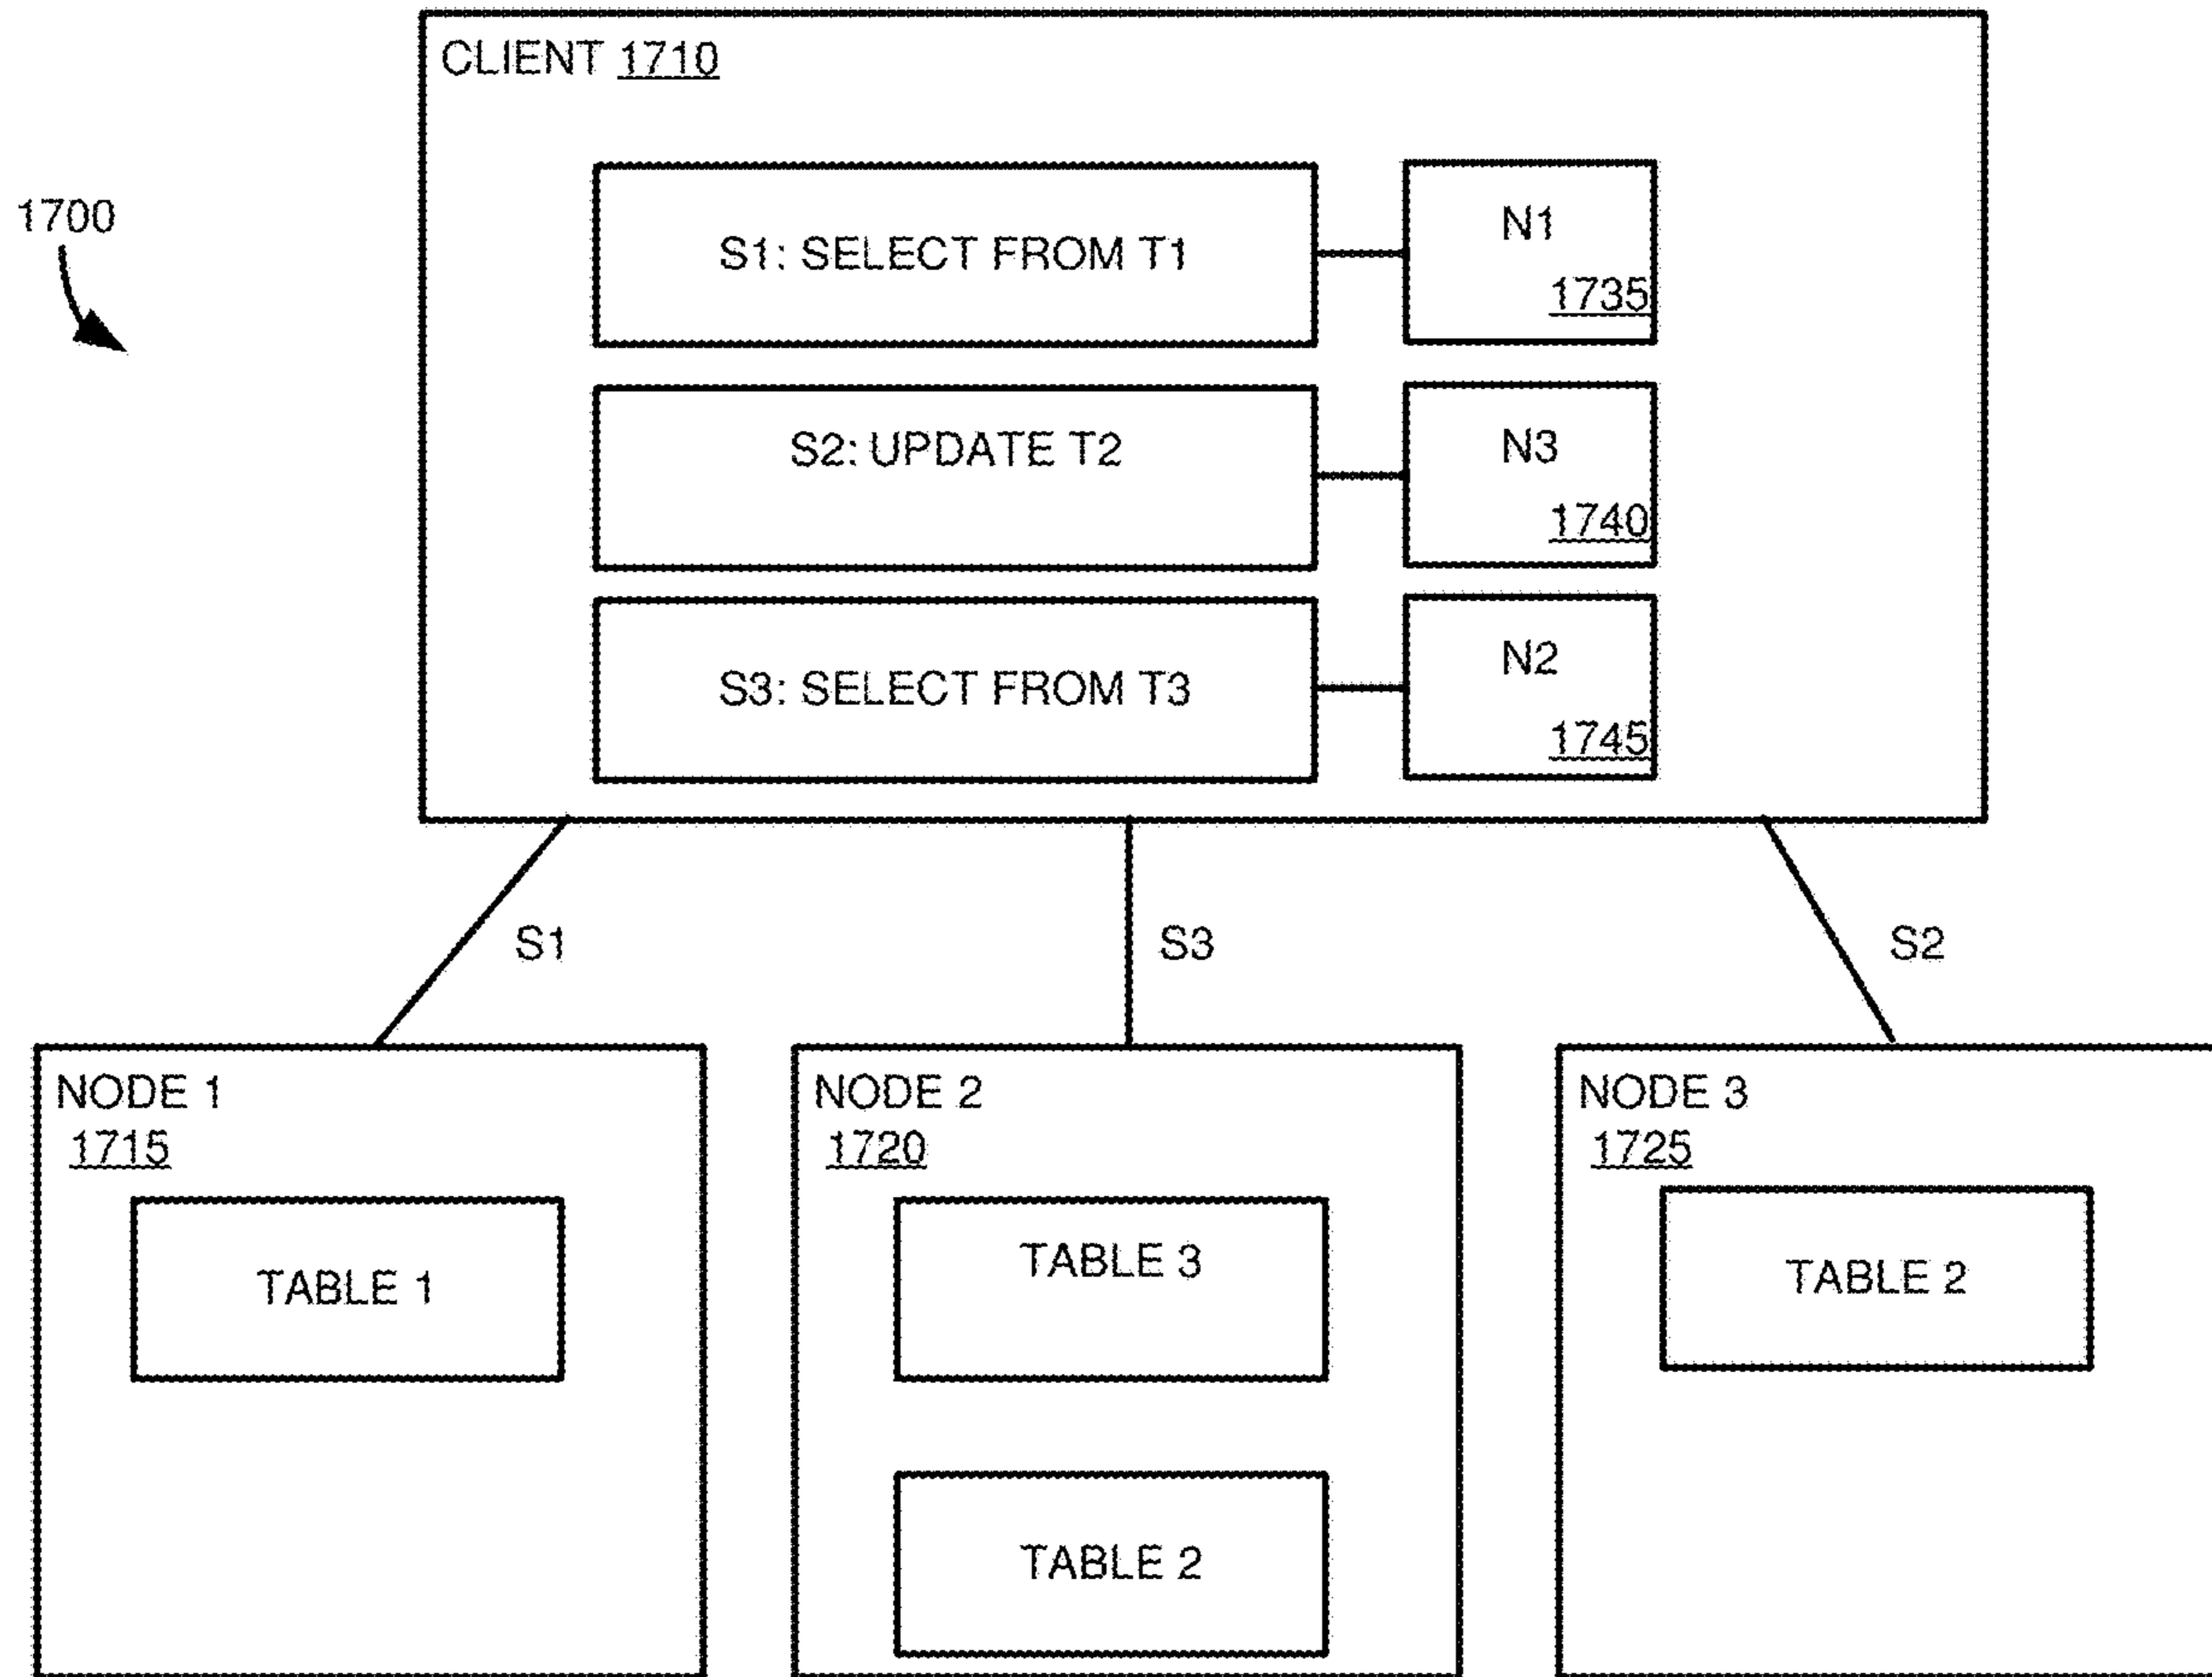 CLIENT 1710
1700
S1: SELECT FROM T1
N1
1735
S2: UPDATE T2
N3
1740
S3: SELECT FROM T3
N2
1745
S1
S3
S2
NODE 1
1715
TABLE 1
NODE 2
1720
TABLE 3
TABLE 2
NODE 3
1725
TABLE 2